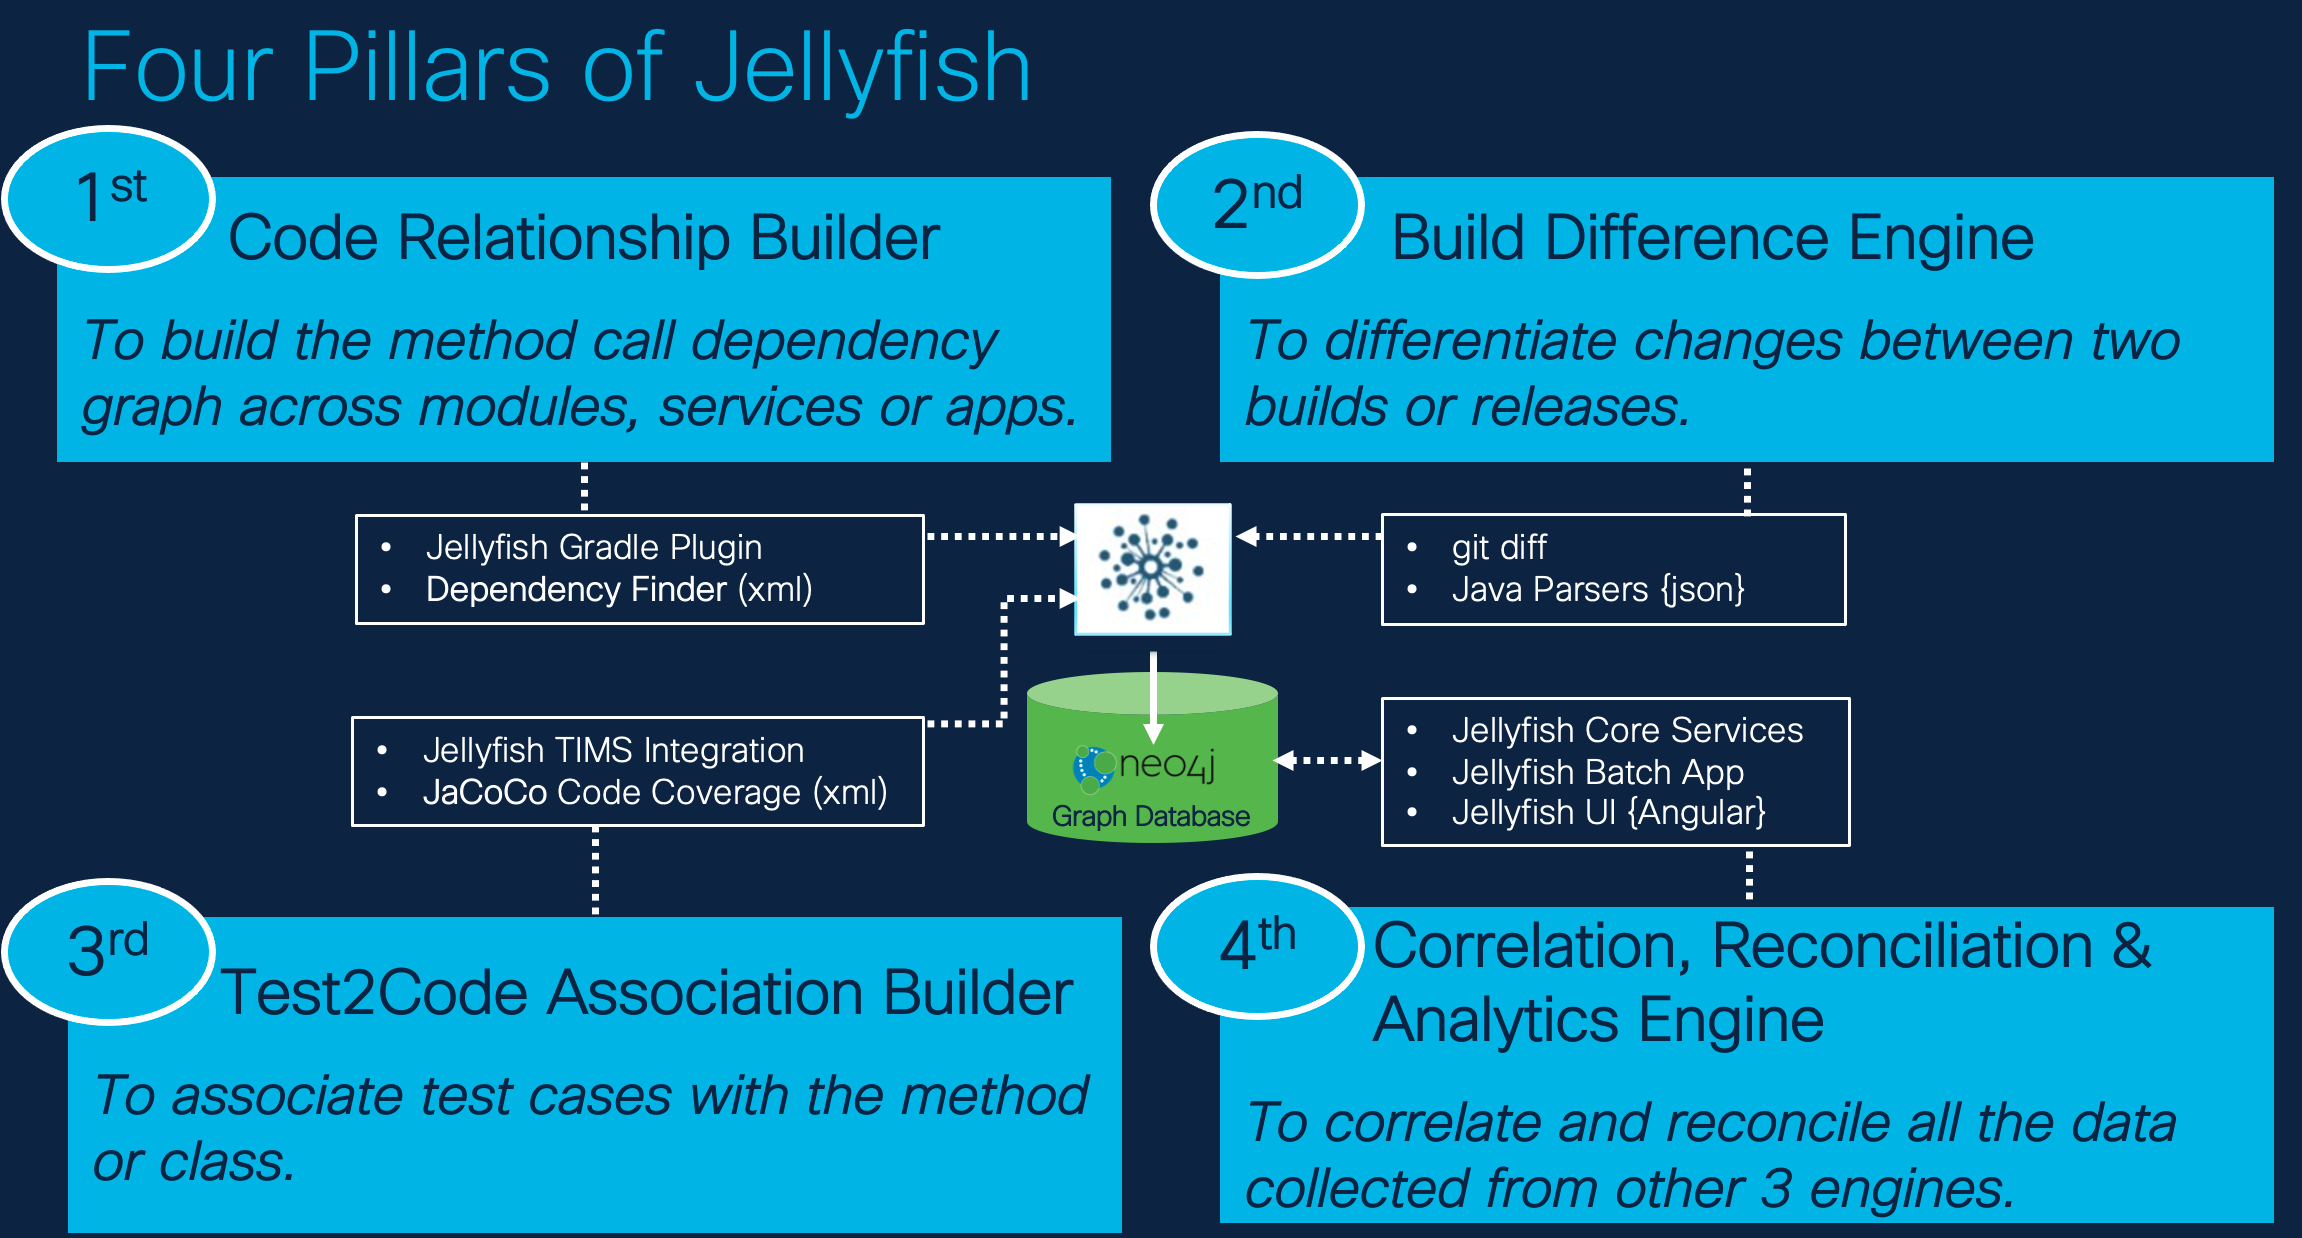 Four Pillars of Jellyfish
1st
Code Relationship Builder
To build the method call dependency
graph across modules, services or apps.
2nd
Build Difference Engine
To differentiate changes between two
builds or releases.
• Jellyfish Gradle Plugin
• Dependency Finder (xml)
• git diff
• Java Parsers {json}
• Jellyfish TIMS Integration
• JaCoCo Code Coverage (xml)
neo4j
Graph Database
• Jellyfish Core Services
• Jellyfish Batch App
• Jellyfish UI {Angular}
3rd
Test2Code Association Builder
To associate test cases with the method
or class.
4th
Correlation, Reconciliation &
Analytics Engine
To correlate and reconcile all the data
collected from other 3 engines.